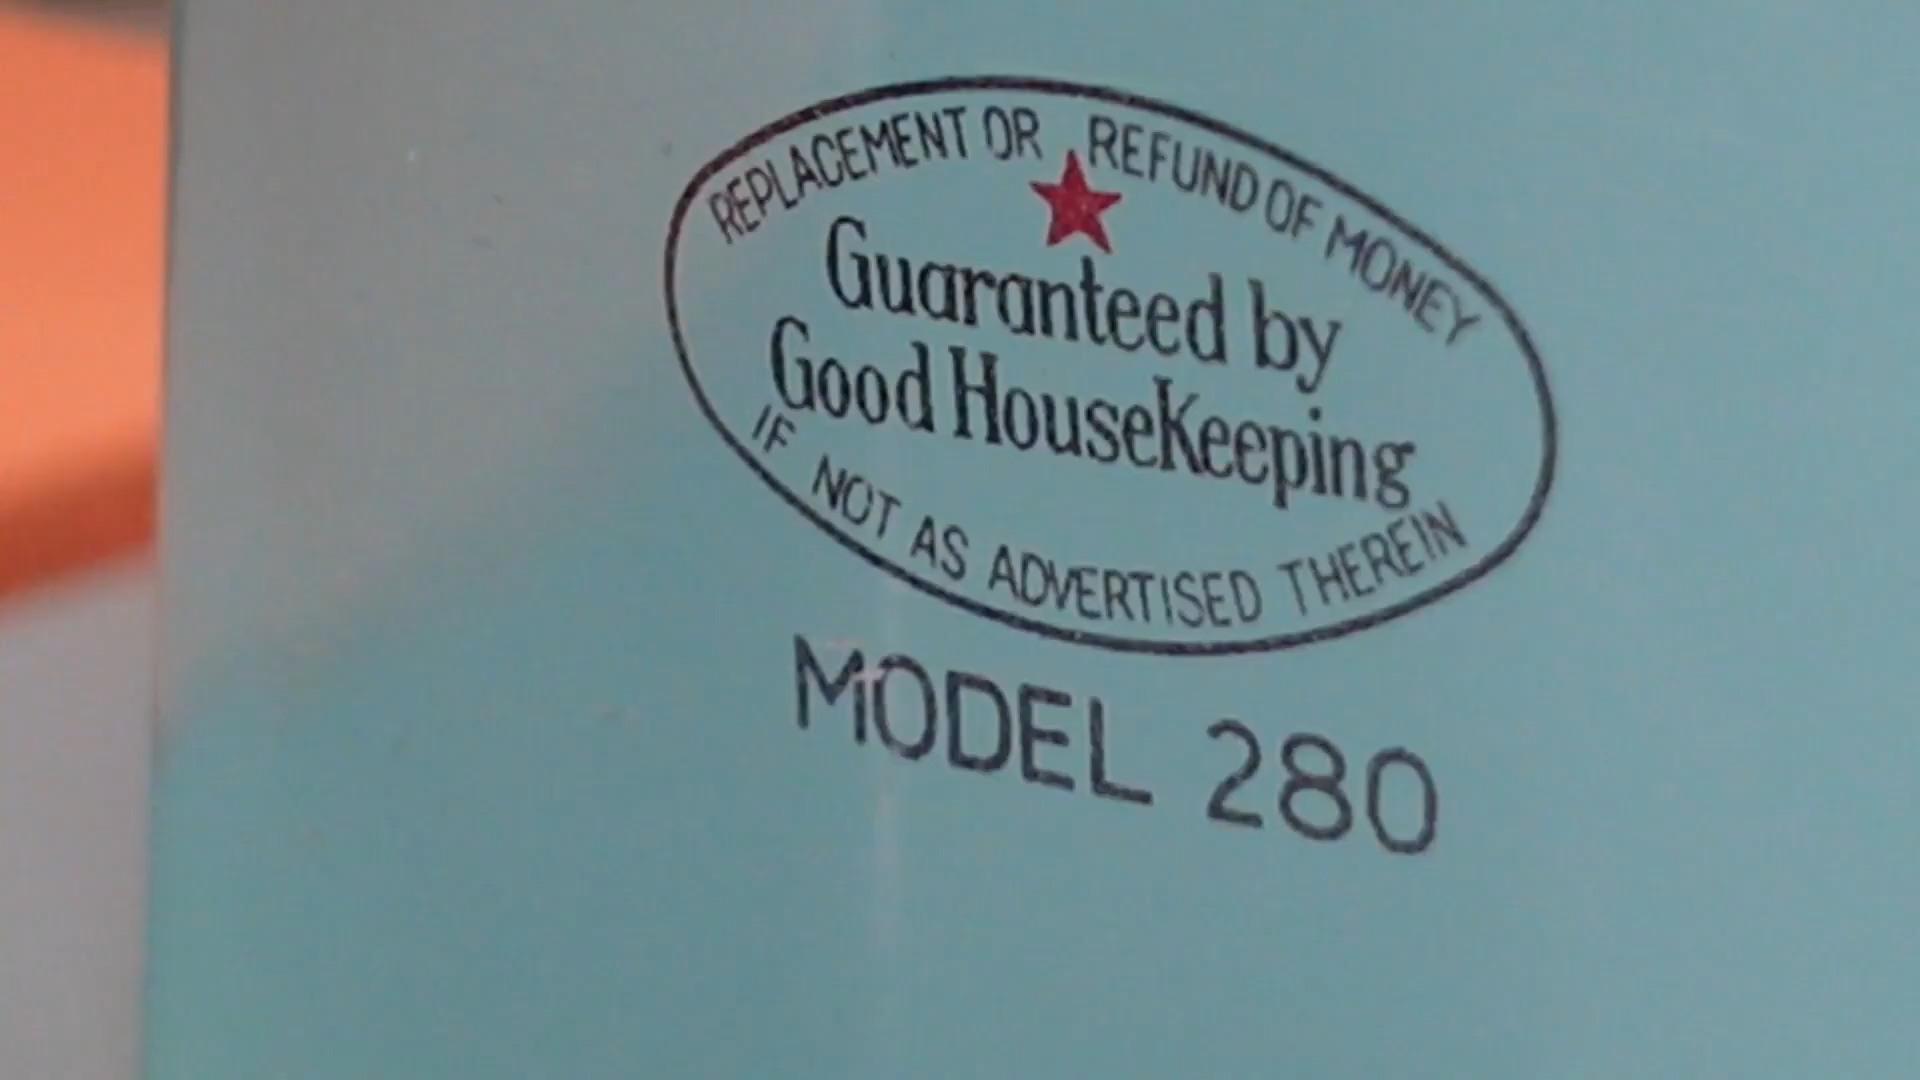 REPLACEMENT OR REFUND OF MONEY
Guaranteed by
Good HouseKeeping
IF NOT AS ADVERTISED THEREIN
MODEL 280